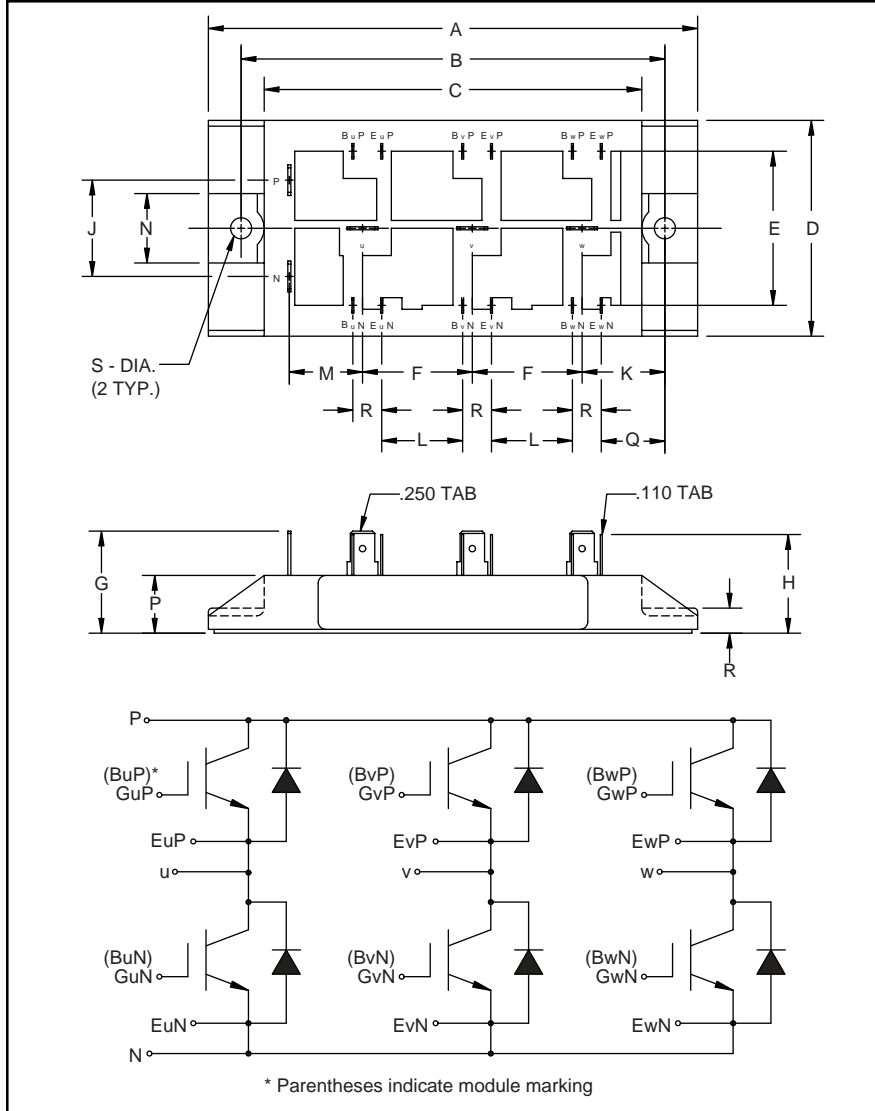 A
B
C
BuP EuP BvP EvP BwP EwP
P
J N E D
u v w
N
BuN EuN BvN EvN BwN EwN
S - DIA.
(2 TYP.)
M F F K
R R R
L L Q
.250 TAB .110 TAB
G P H
R
P
(BuP)* (BvP) (BwP)
GuP GvP GwP
EuP EvP EwP
u v w
(BuN) (BvN) (BwN)
GuN GvN GwN
EuN EvN EwN
N
* Parentheses indicate module marking